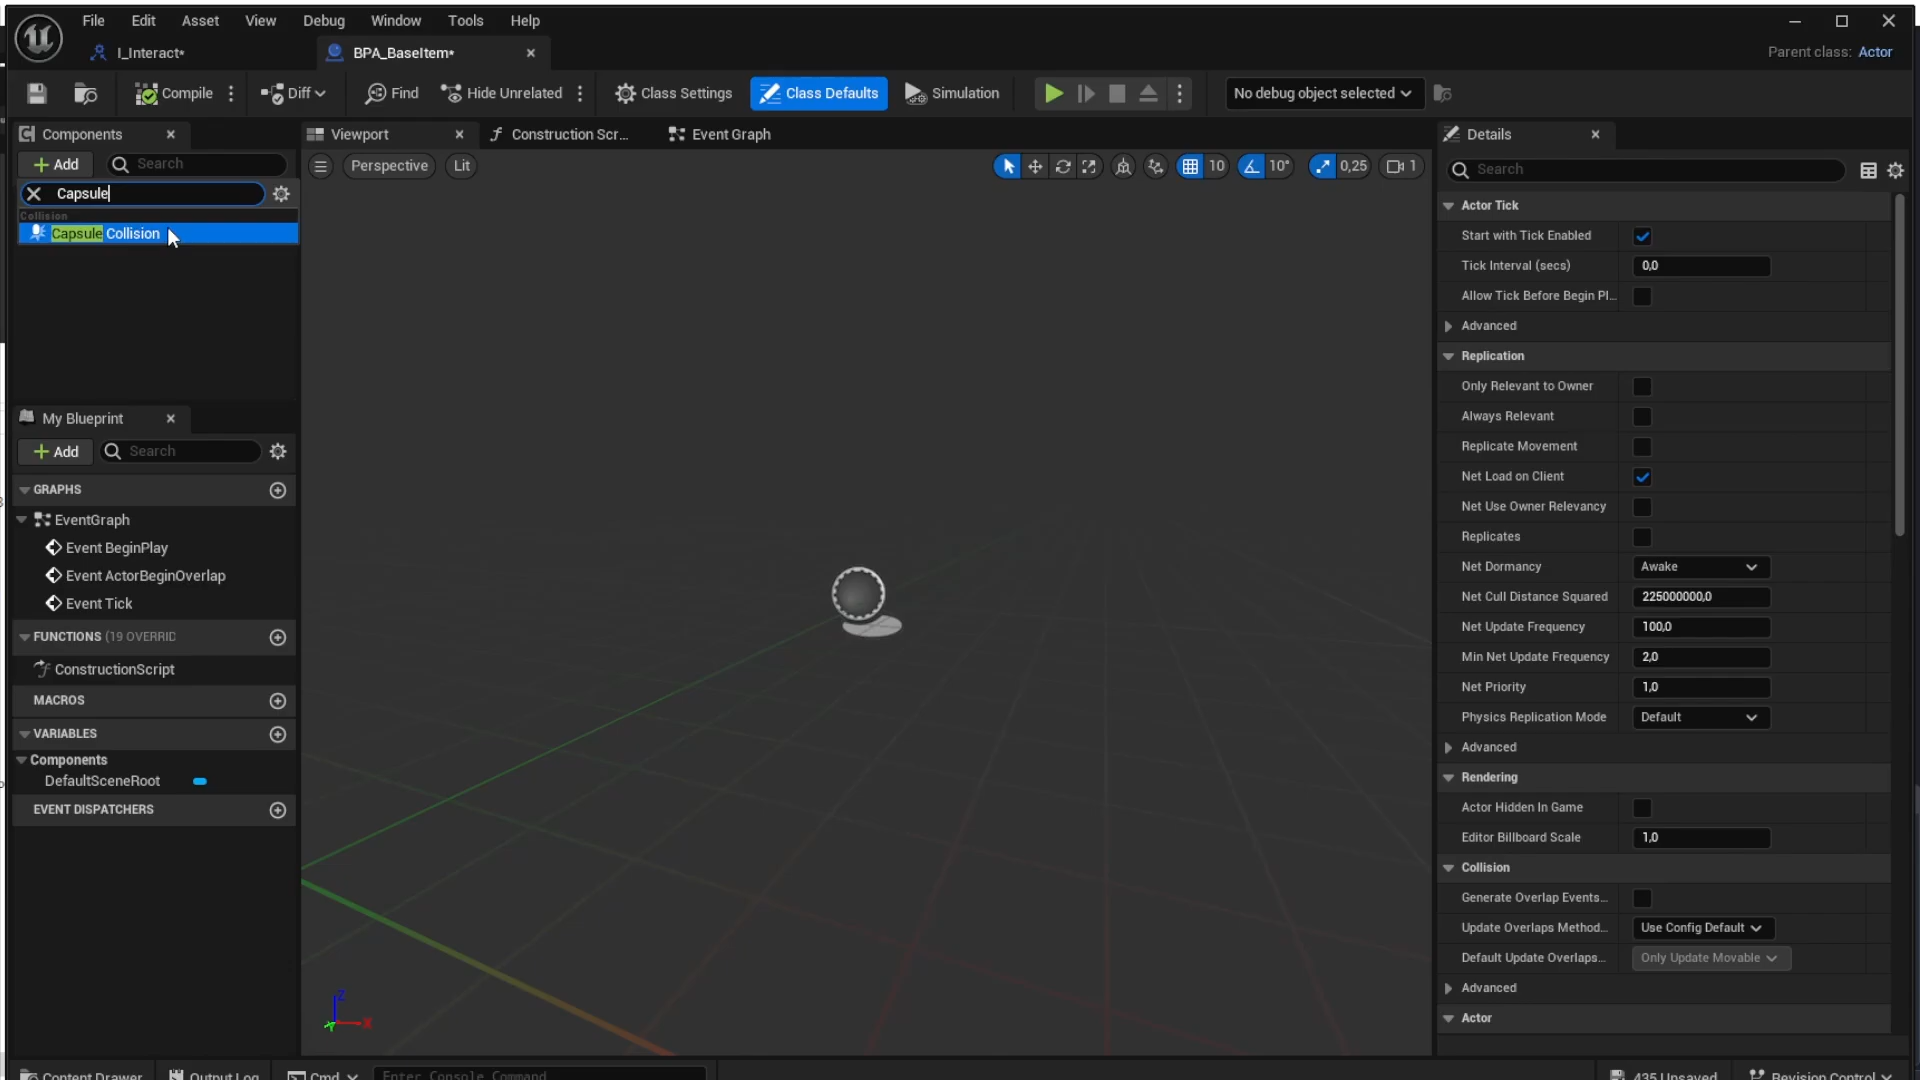 File Edit Asset View Debug Window Tools Help
I_Interact*
BPA_BaseItem*
Parent class: Actor
Compile
Diff
Find
Hide Unrelated
Class Settings
Class Defaults
Simulation
No debug object selected
Components
Add
Search
Capsule
Collision
Capsule Collision
My Blueprint
Add
Search
GRAPHS
EventGraph
Event BeginPlay
Event ActorBeginOverlap
Event Tick
FUNCTIONS (19 OVERRID
ConstructionScript
MACROS
VARIABLES
Components
DefaultSceneRoot
EVENT DISPATCHERS
Viewport
Construction Scr...
Event Graph
Perspective
Lit
10
10°
0,25
1
Z
X
Y
Details
Search
Actor Tick
Start with Tick Enabled
Tick Interval (secs) 0,0
Allow Tick Before Begin Pl...
Advanced
Replication
Only Relevant to Owner
Always Relevant
Replicate Movement
Net Load on Client
Net Use Owner Relevancy
Replicates
Net Dormancy Awake
Net Cull Distance Squared 225000000,0
Net Update Frequency 100,0
Min Net Update Frequency 2,0
Net Priority 1,0
Physics Replication Mode Default
Advanced
Rendering
Actor Hidden In Game
Editor Billboard Scale 1,0
Collision
Generate Overlap Events...
Update Overlaps Method... Use Config Default
Default Update Overlaps... Only Update Movable
Advanced
Actor
Content Drawer
Output Log
Cmd
Enter Console Command
435 Unsaved
Revision Control